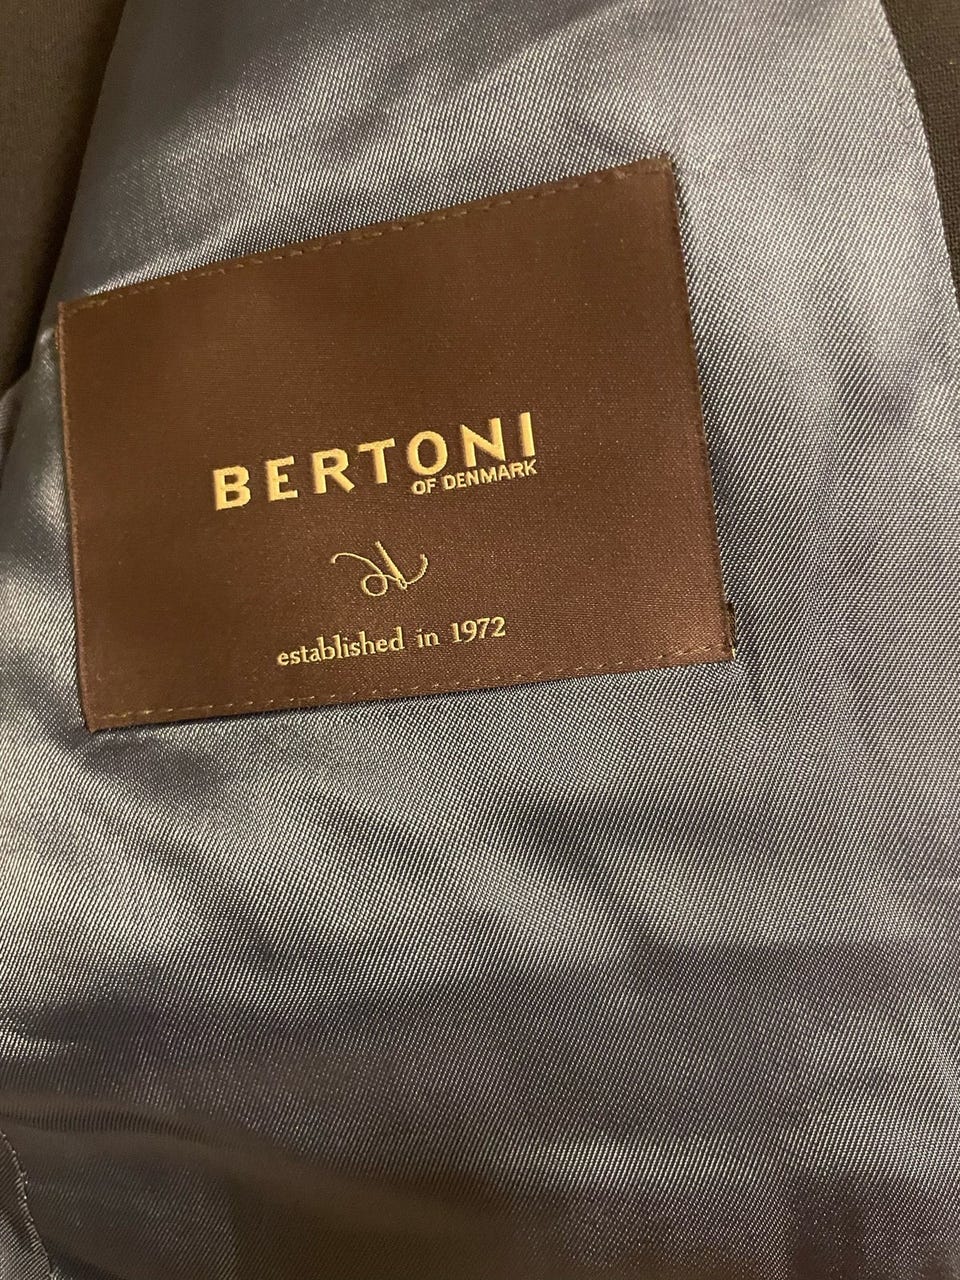 BERTONI
OF DENMARK
established in 1972